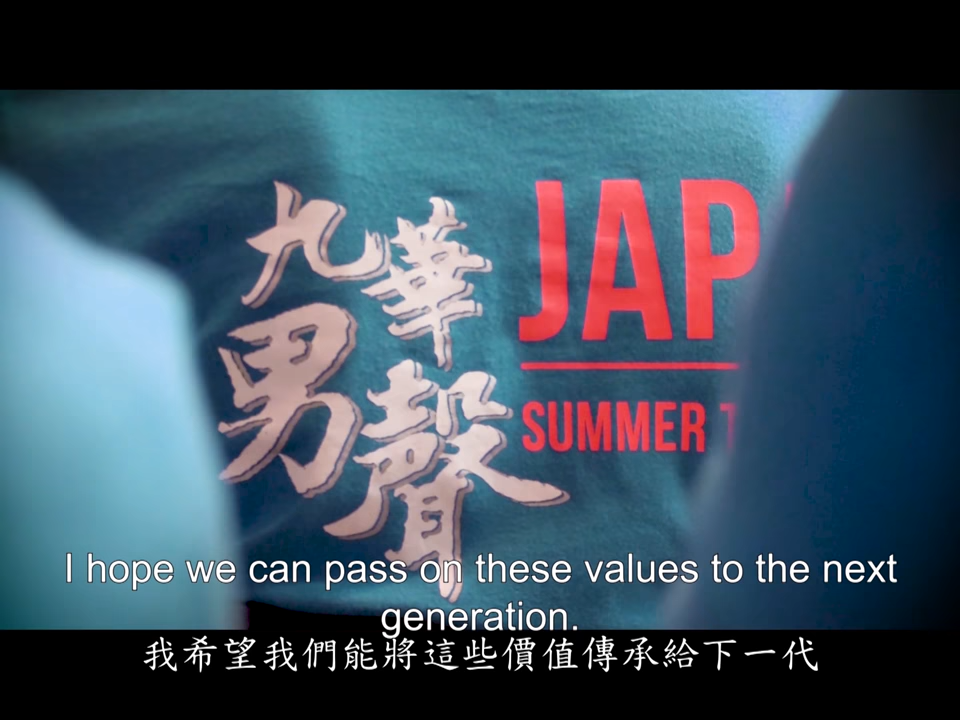 九華
男聲
JAP
SUMMER T
I hope we can pass on these values to the next
generation.
我希望我們能將這些價值傳承給下一代